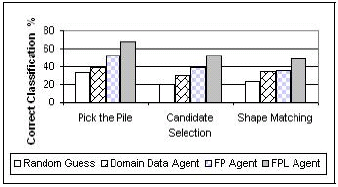 Correct Classification %
80
60
40
20
0
Pick the Pile
Candidate
Selection
Shape Matching
Random Guess
Domain Data Agent
FP Agent
FPL Agent